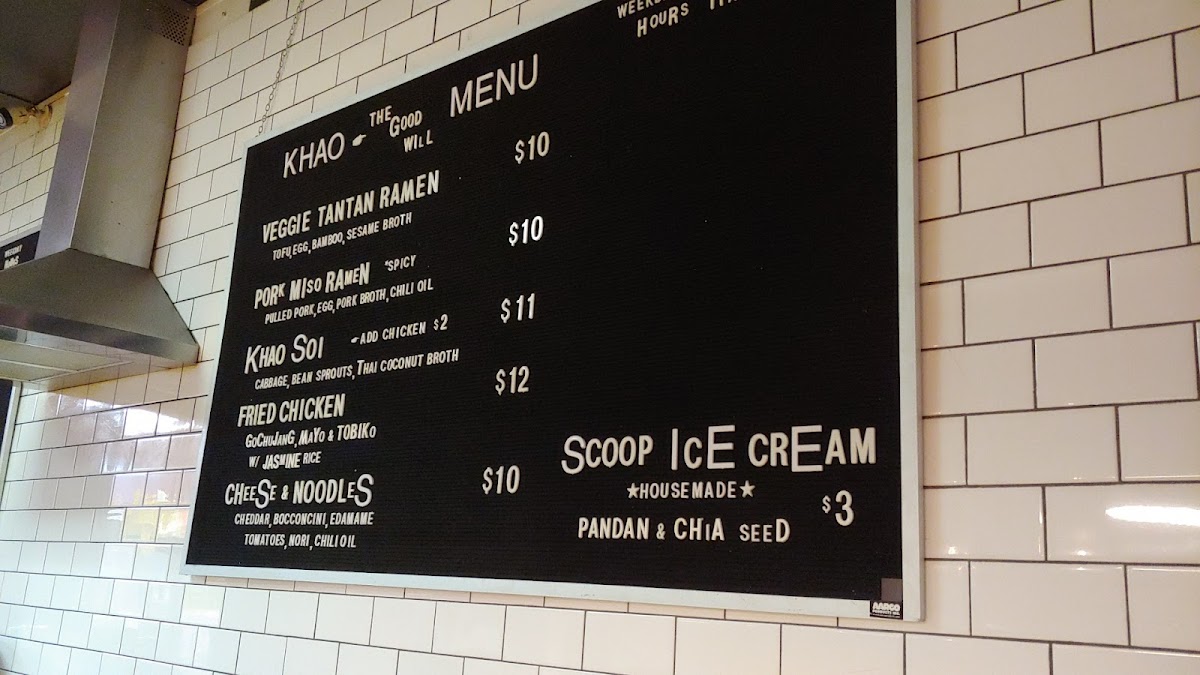 HOURS
KHAO ☛ THE GOOD WILL MENU
VEGGIE TANTAN RAMEN $10
TOFU, EGG, BAMBOO, SESAME BROTH
PORK MISO RAMEN *SPICY $10
PULLED PORK, EGG, PORK BROTH, CHILI OIL
KHAO SOI ☛ ADD CHICKEN $2 $11
CABBAGE, BEAN SPROUTS, THAI COCONUT BROTH
FRIED CHICKEN $12
GOCHUJANG, MAYO & TOBIKO
W/ JASMINE RICE
CHEESE & NOODLES $10
CHEDDAR, BOCCONCINI, EDAMAME
TOMATOES, NORI, CHILI OIL
SCOOP ICE CREAM
★HOUSEMADE★ $3
PANDAN & CHIA SEED
AARCO
WEEKDAY